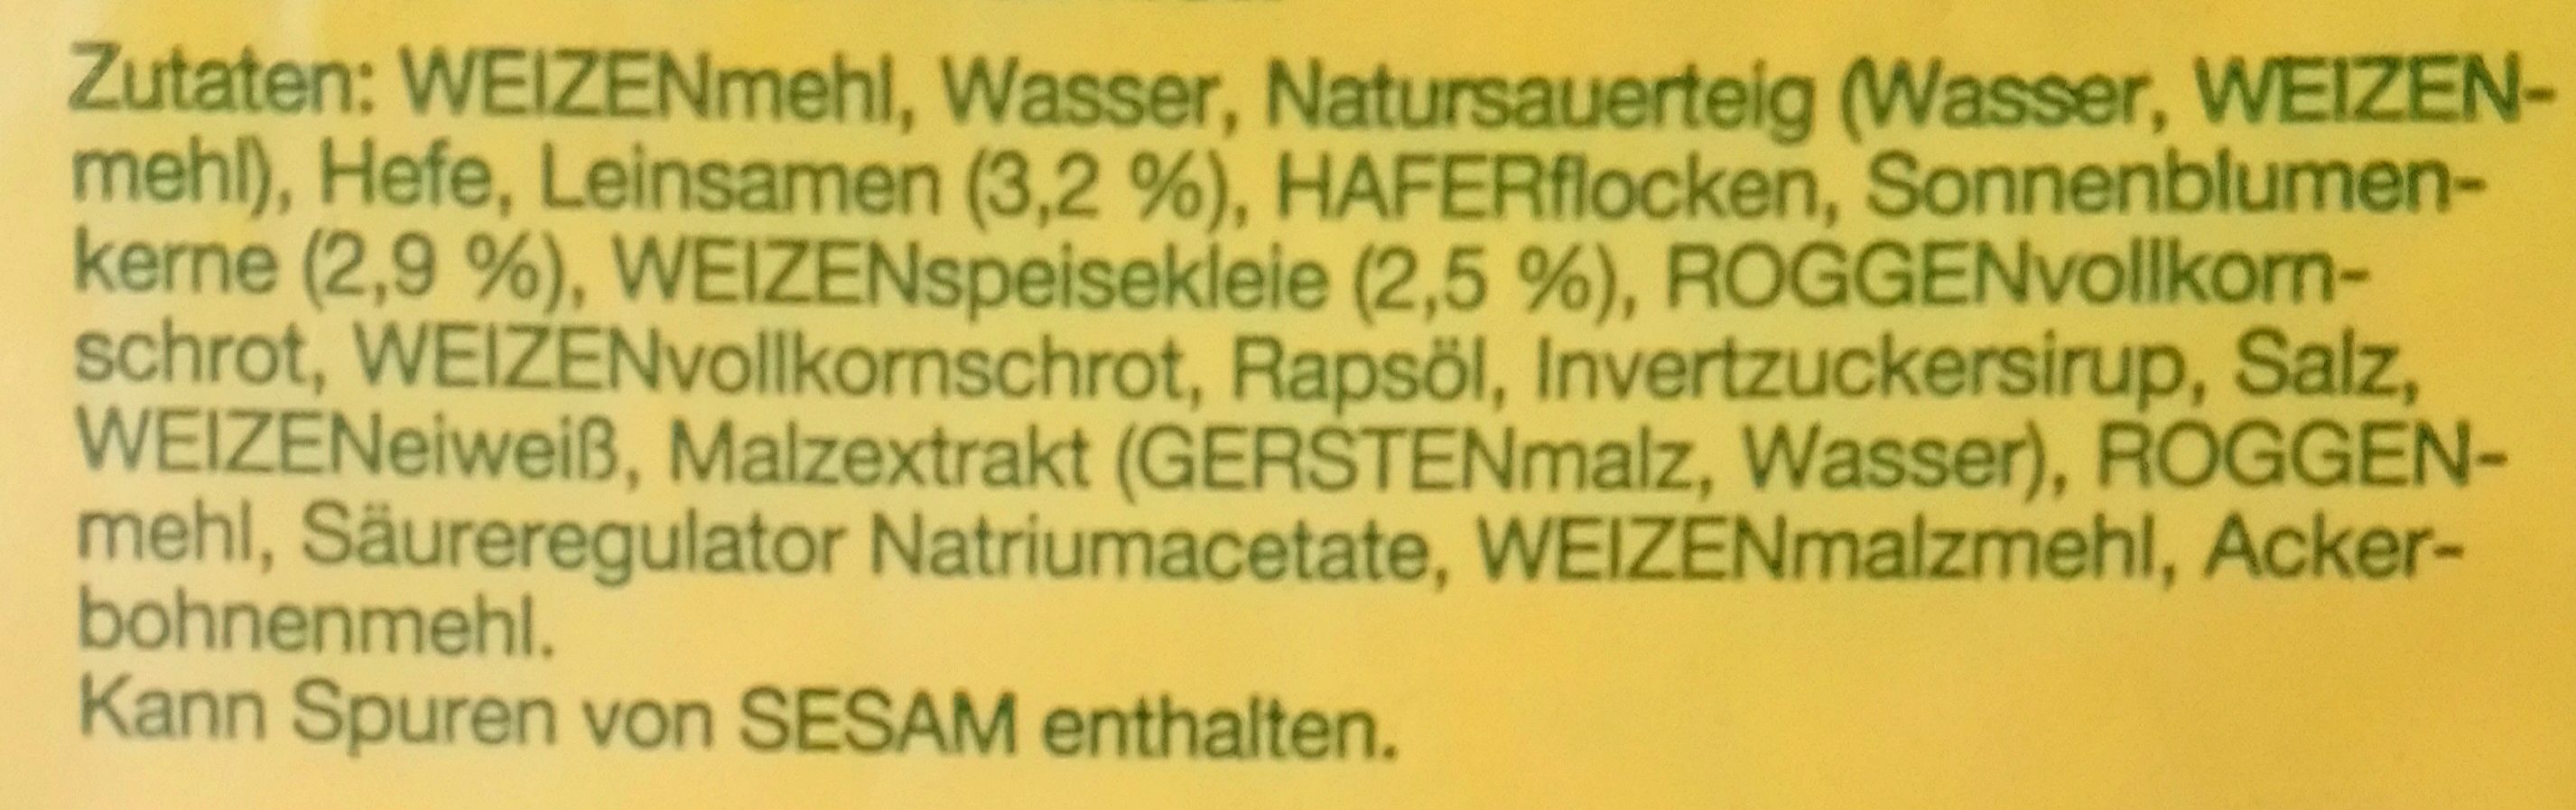 Zutaten: WEIZENmehl, Wasser, Natursauerteig (Wasser, WEIZEN-
mehl), Hefe, Leinsamen (3,2 %), HAFERflocken, Sonnenblumen-
kerne (2,9 %), WEIZENspeisekleie (2,5 %), ROGGENvollkorn-
schrot, WEIZENvollkornschrot, Rapsöl, Invertzuckersirup, Salz,
WEIZENeiweiß, Malzextrakt (GERSTENmalz, Wasser), ROGGEN-
mehl, Säureregulator Natriumacetate, WEIZENmalzmehl, Acker-
bohnenmehl.
Kann Spuren von SESAM enthalten.